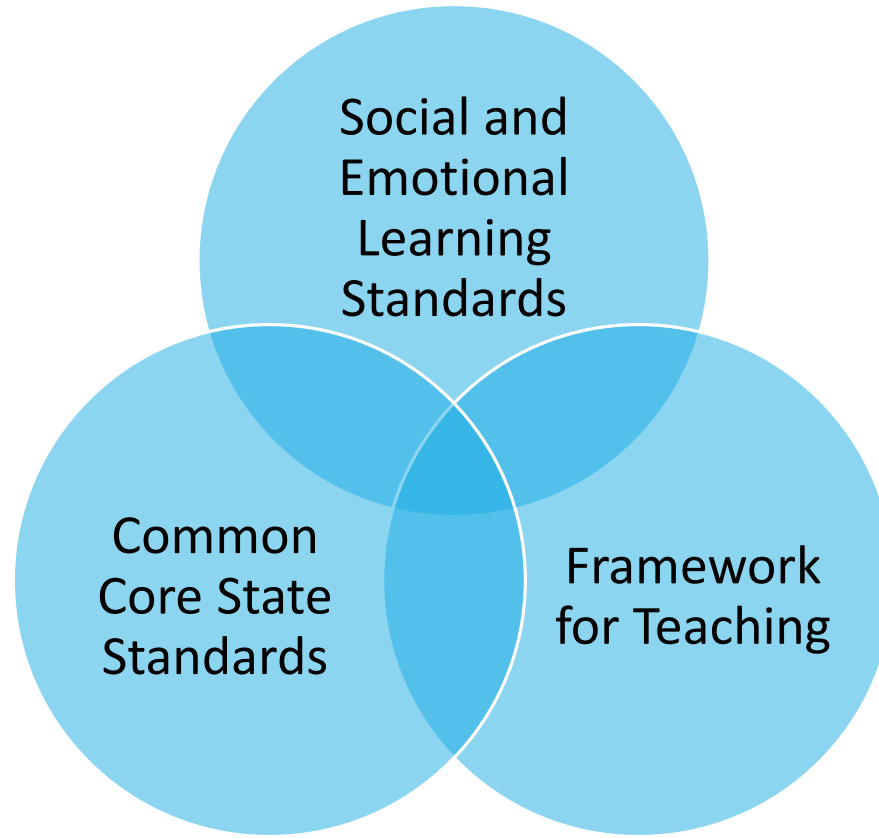 Social and
Emotional
Learning
Standards
Common
Core State
Standards
Framework
for Teaching